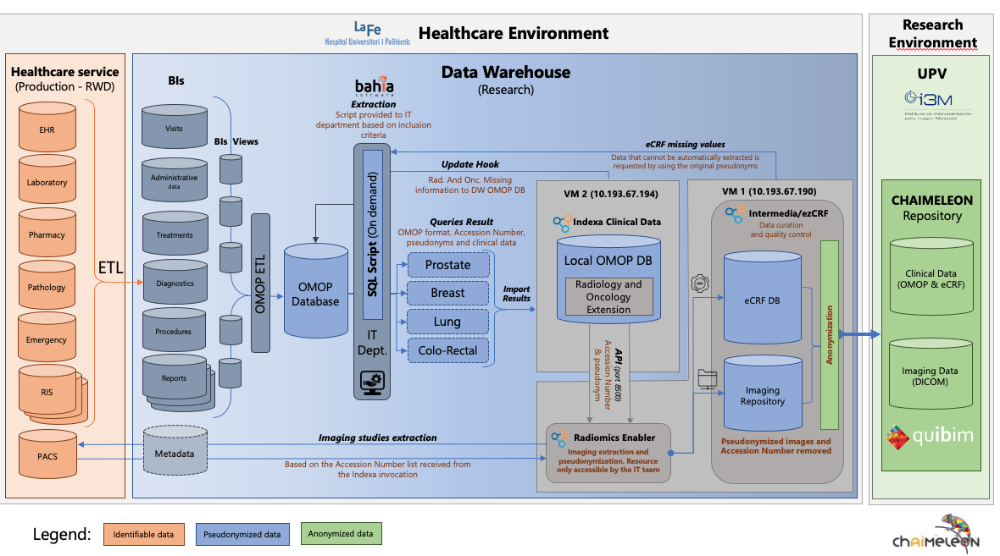 LaFe
Hospital Universitari i Politècnic
Healthcare Environment
Research
Environment
Healthcare service
(Production - RWD)
EHR
Laboratory
Pharmacy
Pathology
Emergency
RIS
PACS
ETL
BIs
Visits
Administrative
data
Treatments
Diagnostics
Procedures
Reports
Metadata
BIs Views
OMOP ETL
Data Warehouse
(Research)
bahia
software
Extraction
Script provided to IT
department based on inclusion
criteria
OMOP
Database
SQL Script (On demand)
IT
Dept.
eCRF missing values
Data that cannot be automatically extracted is
requested by using the original pseudonyms
Update Hook
Rad. And Onc. Missing
information to DW OMOP DB
Queries Result
OMOP format. Accession Number,
pseudonyms and clinical data
Prostate
Breast
Lung
Colo-Rectal
Import
Results
VM 2 (10.193.67.194)
Indexa Clinical Data
Local OMOP DB
Radiology and
Oncology
Extension
API (port 8500)
Accession Number
& pseudonym
VM 1 (10.193.67.190)
Intermedia/ezCRF
Data curation
and quality control
API
eCRF DB
Imaging
Repository
Anonymization
Pseudonymized images and
Accession Number removed
Radiomics Enabler
Imaging extraction and
pseudonymization. Resource
only accessible by the IT team
Imaging studies extraction
Based on the Accession Number list received from
the Indexa invocation
UPV
i3M
Instituto de Instrumentación
para Imagen Molecular
CHAIMELEON
Repository
Clinical Data
(OMOP & eCRF)
Imaging Data
(DICOM)
quibim
Legend:
Identifiable data
Pseudonymized data
Anonymized data
chaimeleon